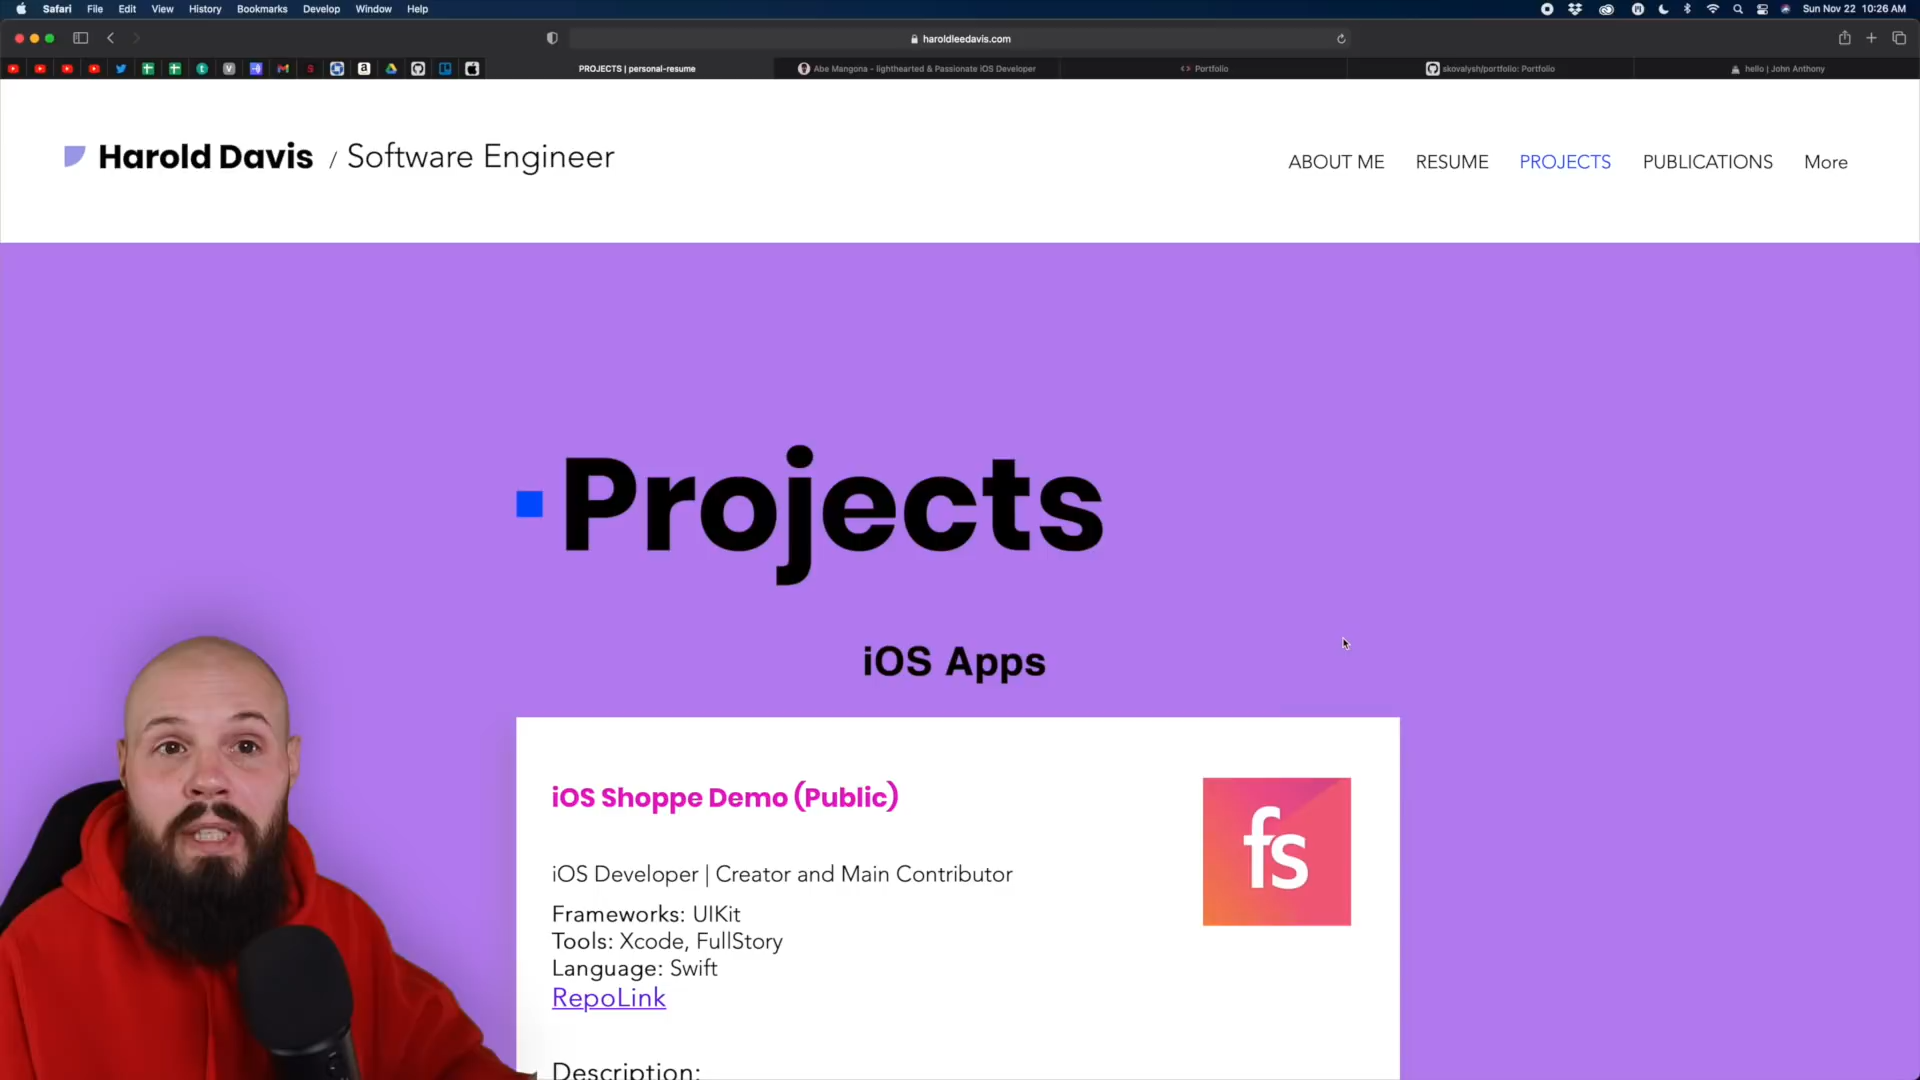 Safari File Edit View History Bookmarks Develop Window Help Sun Nov 22 10:26 AM
haroldleedavis.com
PROJECTS | personal-resume Abe Mangona - lighthearted & Passionate iOS Developer Portfolio skovalysh/portfolio: Portfolio hello | John Anthony
Harold Davis / Software Engineer
ABOUT ME RESUME PROJECTS PUBLICATIONS More
Projects
iOS Apps
iOS Shoppe Demo (Public)
fs
iOS Developer | Creator and Main Contributor
Frameworks: UIKit
Tools: Xcode, FullStory
Language: Swift
RepoLink
Description: